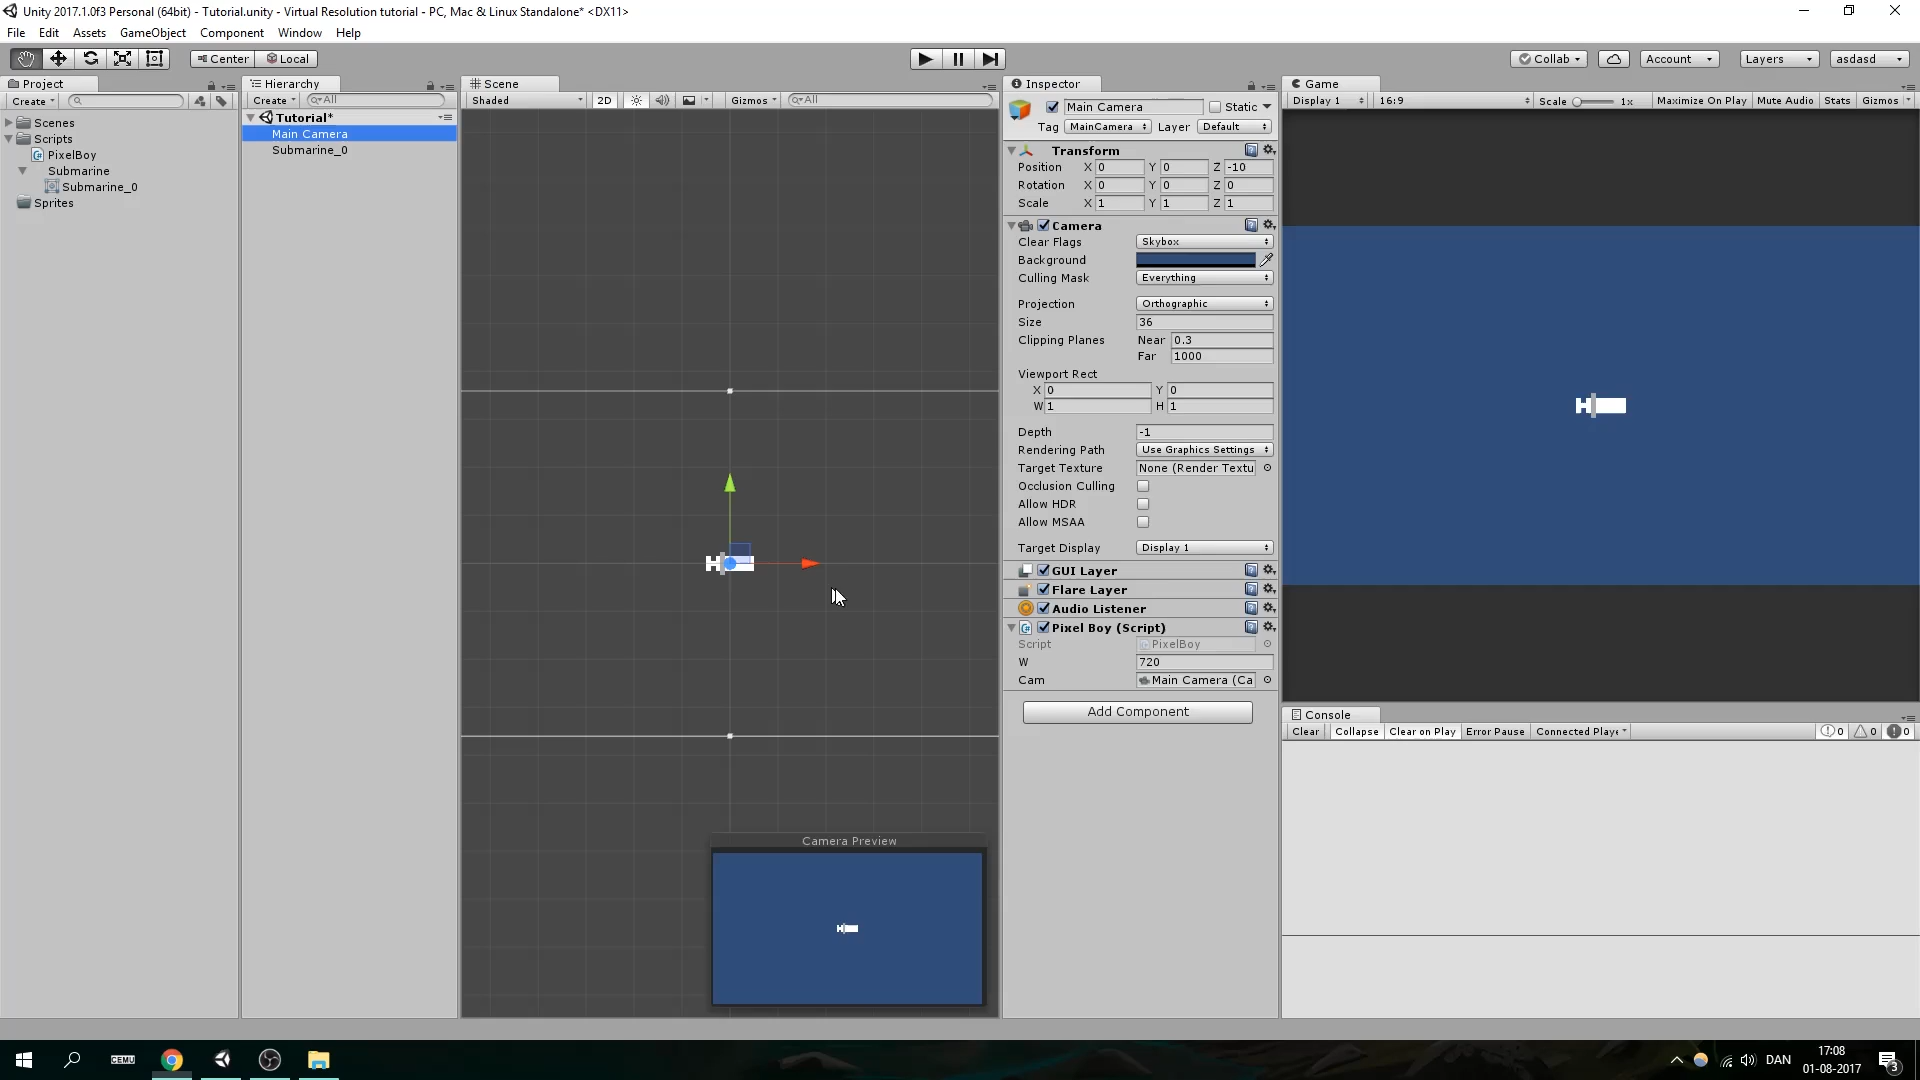 Unity 2017.1.0f3 Personal (64bit) - Tutorial.unity - Virtual Resolution tutorial - PC, Mac & Linux Standalone* <DX11>
File Edit Assets GameObject Component Window Help
Center Local Collab Account Layers asdasd
Project
Create
Scenes
Scripts
PixelBoy
Submarine
Submarine_0
Sprites
Hierarchy
Create All
Tutorial*
Main Camera
Submarine_0
Scene
Shaded 2D Gizmos All
Camera Preview
Inspector
Main Camera Static
Tag MainCamera Layer Default
Transform
Position X 0 Y 0 Z -10
Rotation X 0 Y 0 Z 0
Scale X 1 Y 1 Z 1
Camera
Clear Flags Skybox
Background
Culling Mask Everything
Projection Orthographic
Size 36
Clipping Planes Near 0.3
Far 1000
Viewport Rect
X 0 Y 0
W 1 H 1
Depth -1
Rendering Path Use Graphics Settings
Target Texture None (Render Textu
Occlusion Culling
Allow HDR
Allow MSAA
Target Display Display 1
GUI Layer
Flare Layer
Audio Listener
Pixel Boy (Script)
Script PixelBoy
W 720
Cam Main Camera (Ca
Add Component
Game
Display 1 16:9 Scale 1x Maximize On Play Mute Audio Stats Gizmos
Console
Clear Collapse Clear on Play Error Pause Connected Playe 0 0 0
CEMU DAN 17:08
01-08-2017
3